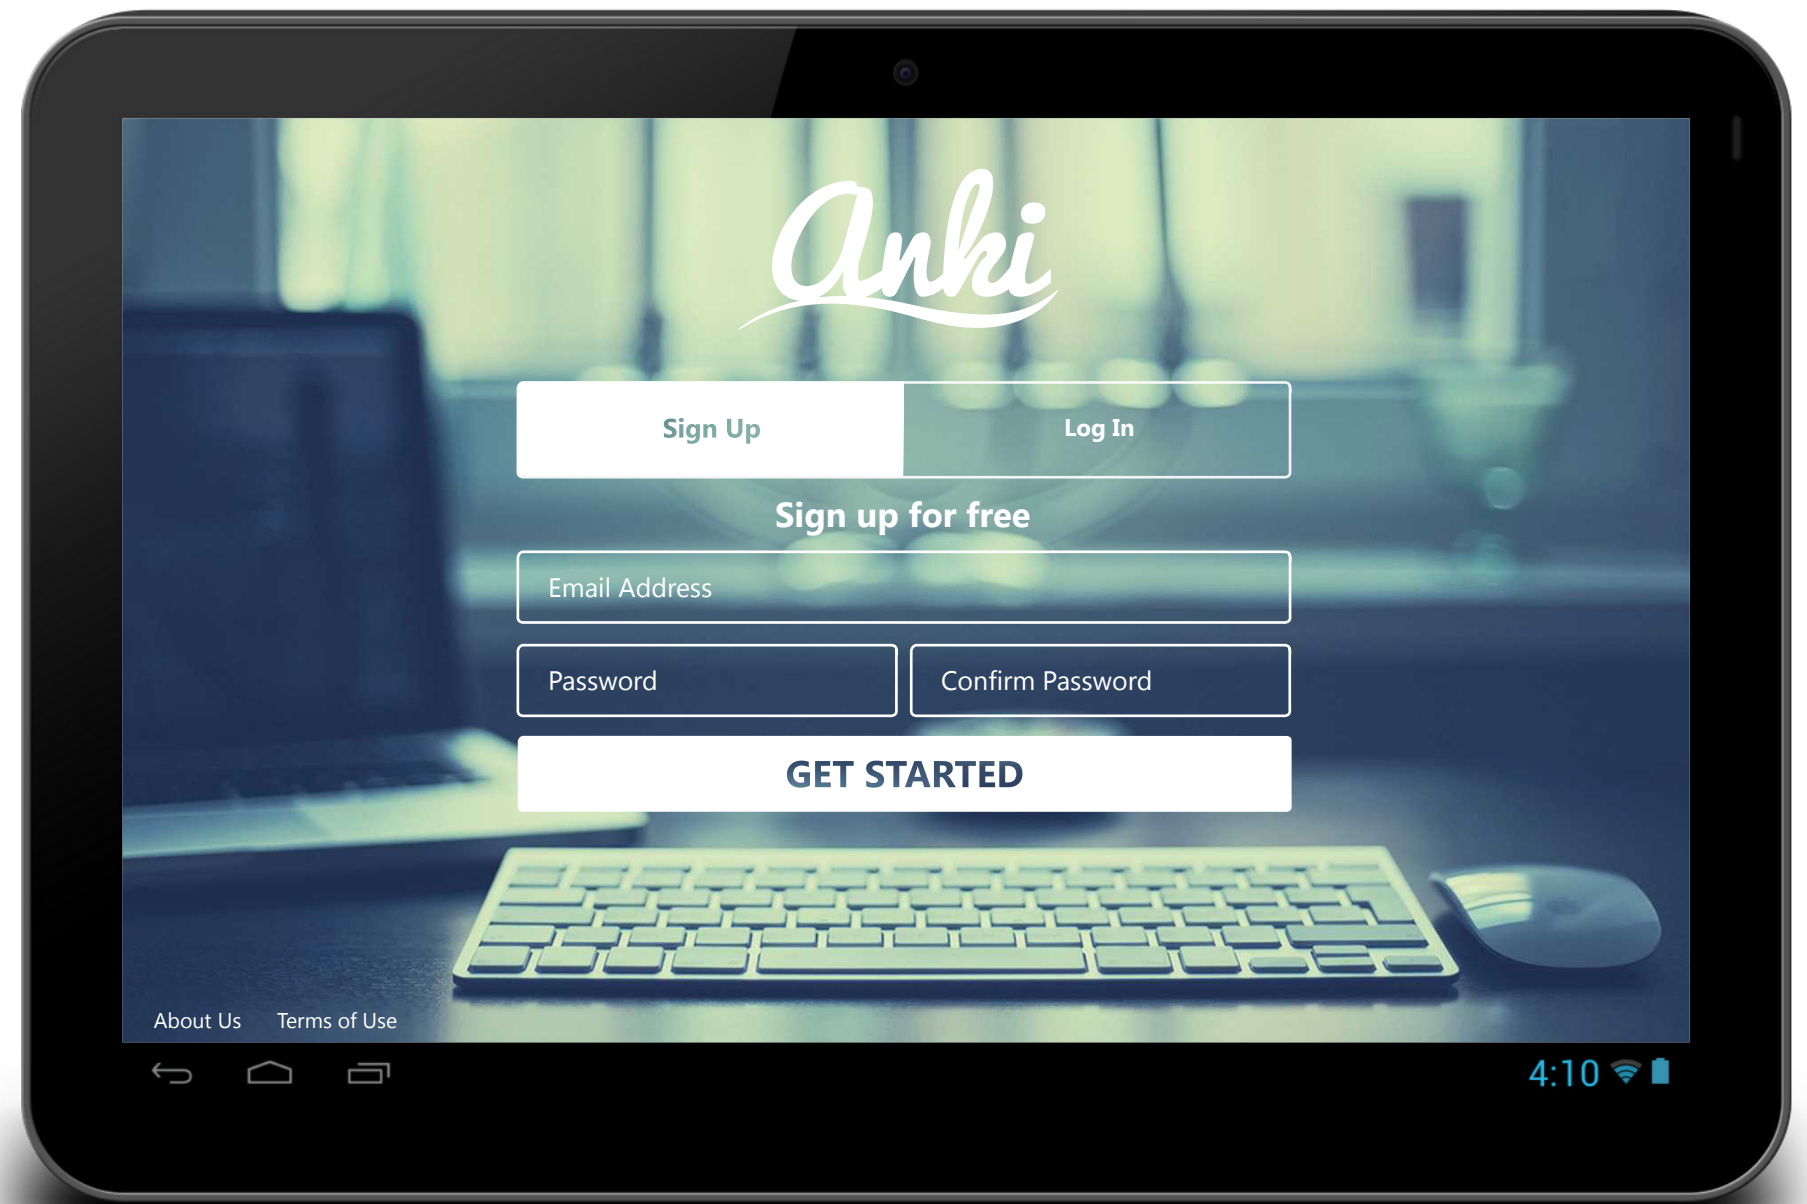 Anki
Sign Up
Log In
Sign up for free
Email Address
Password
Confirm Password
GET STARTED
About Us
Terms of Use
4:10